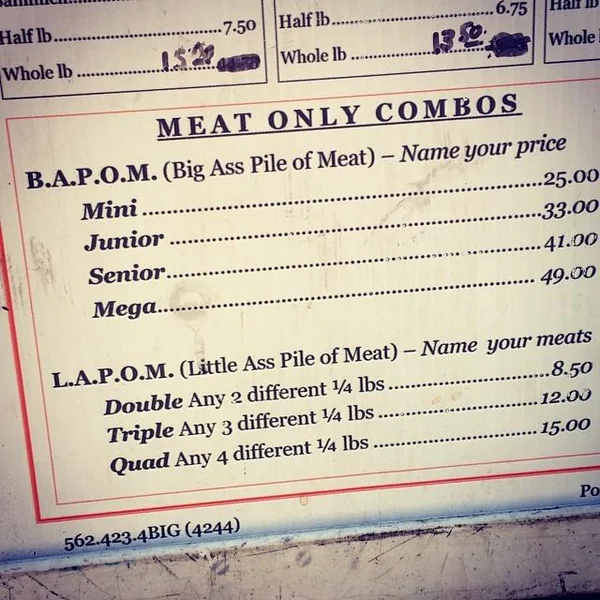 Half lb 7.50
Whole lb
Half lb 6.75
Whole lb 13.50
Half lb
Whole
MEAT ONLY COMBOS
B.A.P.O.M. (Big Ass Pile of Meat) – Name your price
Mini 25.00
Junior 33.00
Senior 41.00
Mega 49.00
L.A.P.O.M. (Little Ass Pile of Meat) – Name your meats
Double Any 2 different ¼ lbs 8.50
Triple Any 3 different ¼ lbs 12.00
Quad Any 4 different ¼ lbs 15.00
Po
562.423.4BIG (4244)